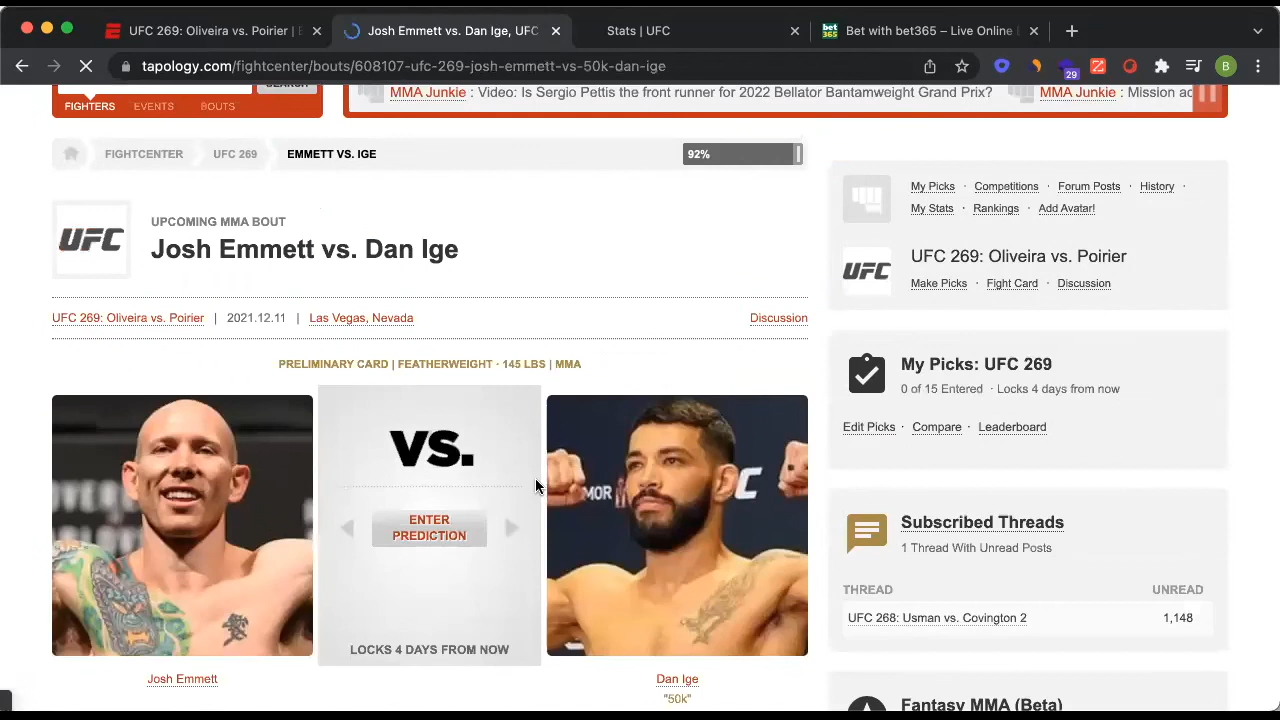 UFC 269: Oliveira vs. Poirier |
Josh Emmett vs. Dan Ige, UFC
Stats | UFC
bet365
Bet with bet365 – Live Online
tapology.com/fightcenter/bouts/608107-ufc-269-josh-emmett-vs-50k-dan-ige
29
B
SEARCH
FIGHTERS EVENTS BOUTS
MMA Junkie : Video: Is Sergio Pettis the front runner for 2022 Bellator Bantamweight Grand Prix?
MMA Junkie : Mission ac
FIGHTCENTER UFC 269 EMMETT VS. IGE
92%
UFC
UPCOMING MMA BOUT
Josh Emmett vs. Dan Ige
UFC 269: Oliveira vs. Poirier | 2021.12.11 | Las Vegas, Nevada
Discussion
PRELIMINARY CARD | FEATHERWEIGHT · 145 LBS | MMA
VS.
ENTER
PREDICTION
LOCKS 4 DAYS FROM NOW
MOR
C
Josh Emmett
Dan Ige
"50k"
My Picks · Competitions · Forum Posts · History ·
My Stats · Rankings · Add Avatar!
UFC
UFC 269: Oliveira vs. Poirier
Make Picks · Fight Card · Discussion
My Picks: UFC 269
0 of 15 Entered · Locks 4 days from now
Edit Picks · Compare · Leaderboard
Subscribed Threads
1 Thread With Unread Posts
THREAD UNREAD
UFC 268: Usman vs. Covington 2 1,148
Fantasy MMA (Beta)